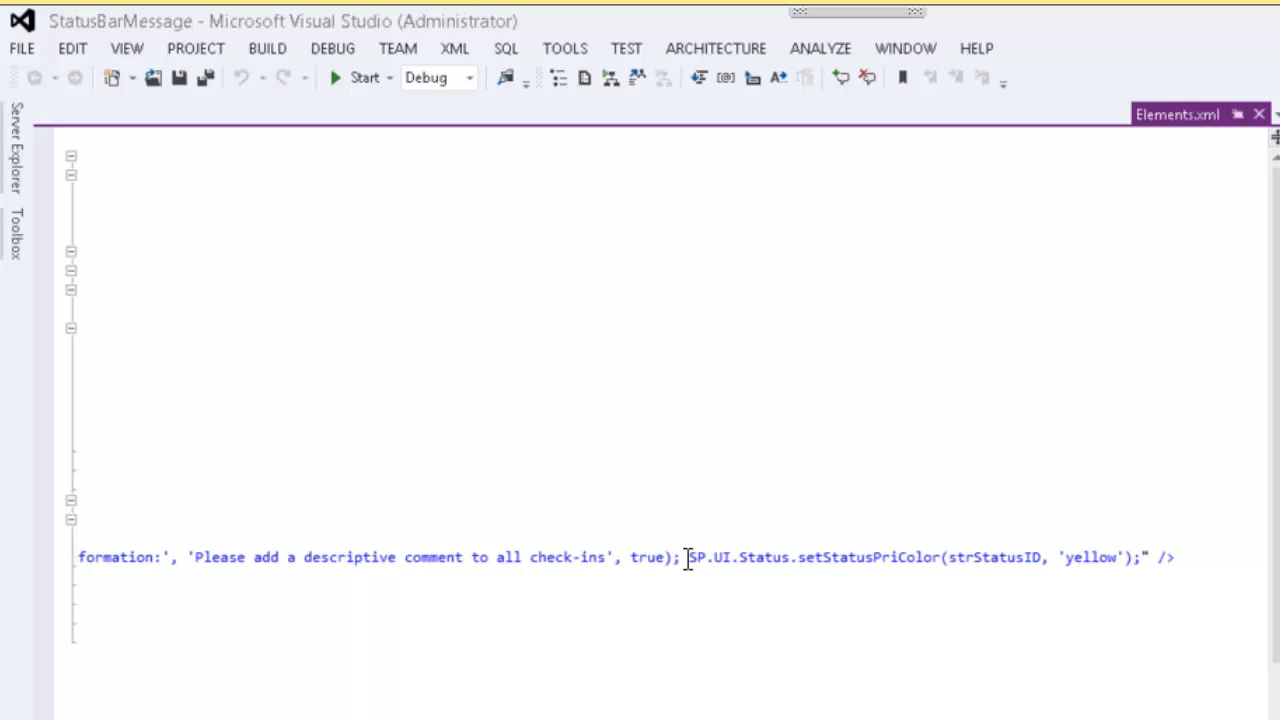 StatusBarMessage - Microsoft Visual Studio (Administrator)
FILE EDIT VIEW PROJECT BUILD DEBUG TEAM XML SQL TOOLS TEST ARCHITECTURE ANALYZE WINDOW HELP
Start Debug
Server Explorer
Toolbox
Elements.xml
formation:', 'Please add a descriptive comment to all check-ins', true); SP.UI.Status.setStatusPriColor(strStatusID, 'yellow');" />